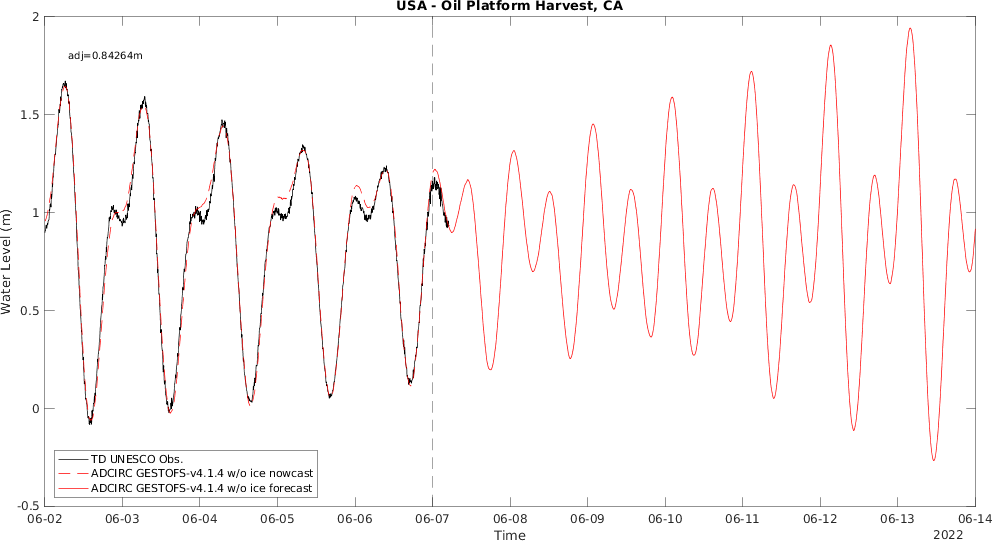 USA - Oil Platform Harvest, CA
adj=0.84264m
2
1.5
1
0.5
0
-0.5
Water Level (m)
TD UNESCO Obs.
ADCIRC GESTOFS-v4.1.4 w/o ice nowcast
ADCIRC GESTOFS-v4.1.4 w/o ice forecast
06-02 06-03 06-04 06-05 06-06 06-07 06-08 06-09 06-10 06-11 06-12 06-13 06-14
Time
2022